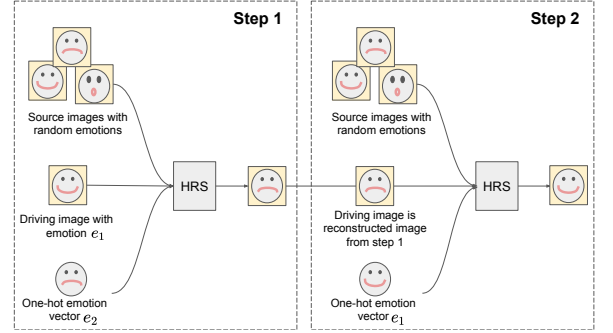 Step 1
Source images with
random emotions
Driving image with
emotion e₁
HRS
One-hot emotion
vector e₂
Step 2
Source images with
random emotions
Driving image is
reconstructed image
from step 1
HRS
One-hot emotion
vector e₁